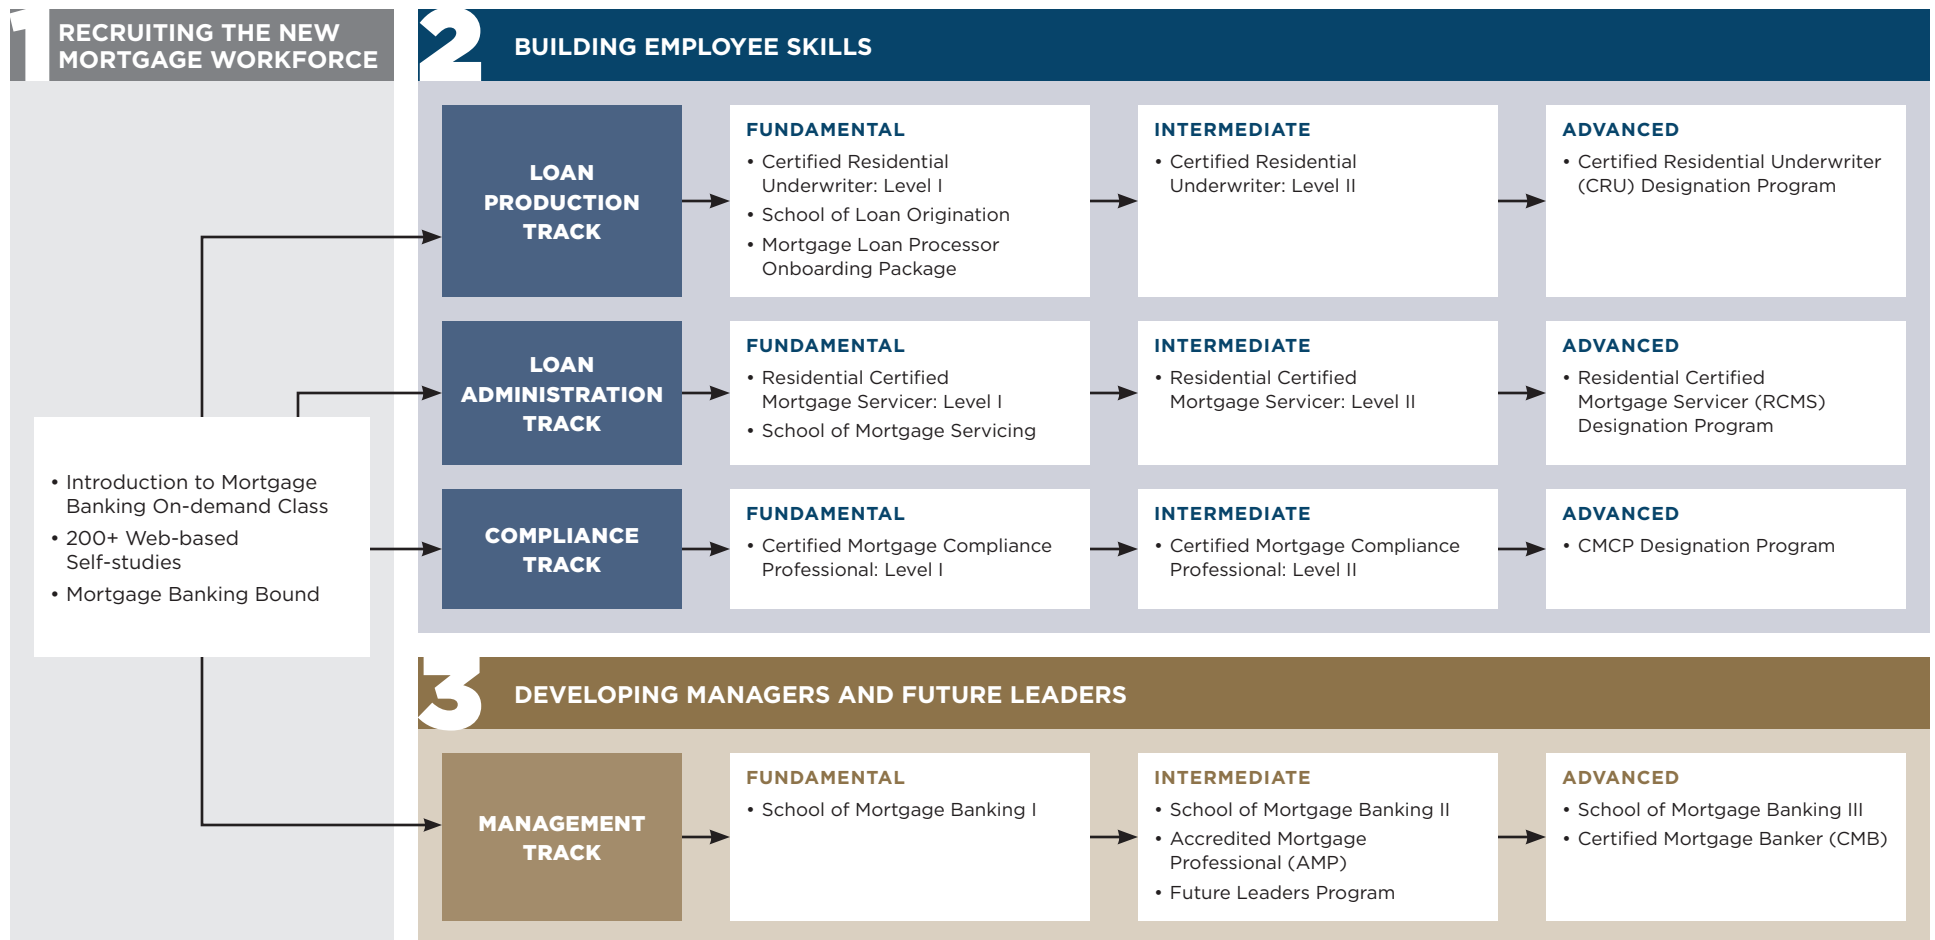 1
RECRUITING THE NEW
MORTGAGE WORKFORCE
• Introduction to Mortgage
Banking On-demand Class
• 200+ Web-based
Self-studies
• Mortgage Banking Bound
2
BUILDING EMPLOYEE SKILLS
LOAN
PRODUCTION
TRACK
FUNDAMENTAL
• Certified Residential
Underwriter: Level I
• School of Loan Origination
• Mortgage Loan Processor
Onboarding Package
INTERMEDIATE
• Certified Residential
Underwriter: Level II
ADVANCED
• Certified Residential Underwriter
(CRU) Designation Program
LOAN
ADMINISTRATION
TRACK
FUNDAMENTAL
• Residential Certified
Mortgage Servicer: Level I
• School of Mortgage Servicing
INTERMEDIATE
• Residential Certified
Mortgage Servicer: Level II
ADVANCED
• Residential Certified
Mortgage Servicer (RCMS)
Designation Program
COMPLIANCE
TRACK
FUNDAMENTAL
• Certified Mortgage Compliance
Professional: Level I
INTERMEDIATE
• Certified Mortgage Compliance
Professional: Level II
ADVANCED
• CMCP Designation Program
3
DEVELOPING MANAGERS AND FUTURE LEADERS
MANAGEMENT
TRACK
FUNDAMENTAL
• School of Mortgage Banking I
INTERMEDIATE
• School of Mortgage Banking II
• Accredited Mortgage
Professional (AMP)
• Future Leaders Program
ADVANCED
• School of Mortgage Banking III
• Certified Mortgage Banker (CMB)